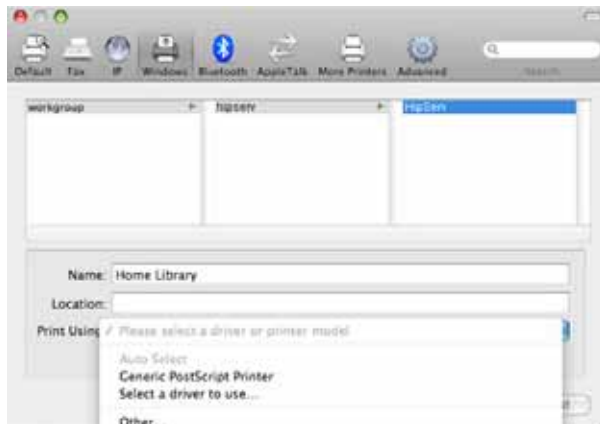 Default Fax IP Windows Bluetooth AppleTalk More Printers Advanced Search
workgroup hipserv HipServ
Name: Home Library
Location:
Print Using: ✓ Please select a driver or printer model
Auto Select
Generic PostScript Printer
Select a driver to use...
Other...